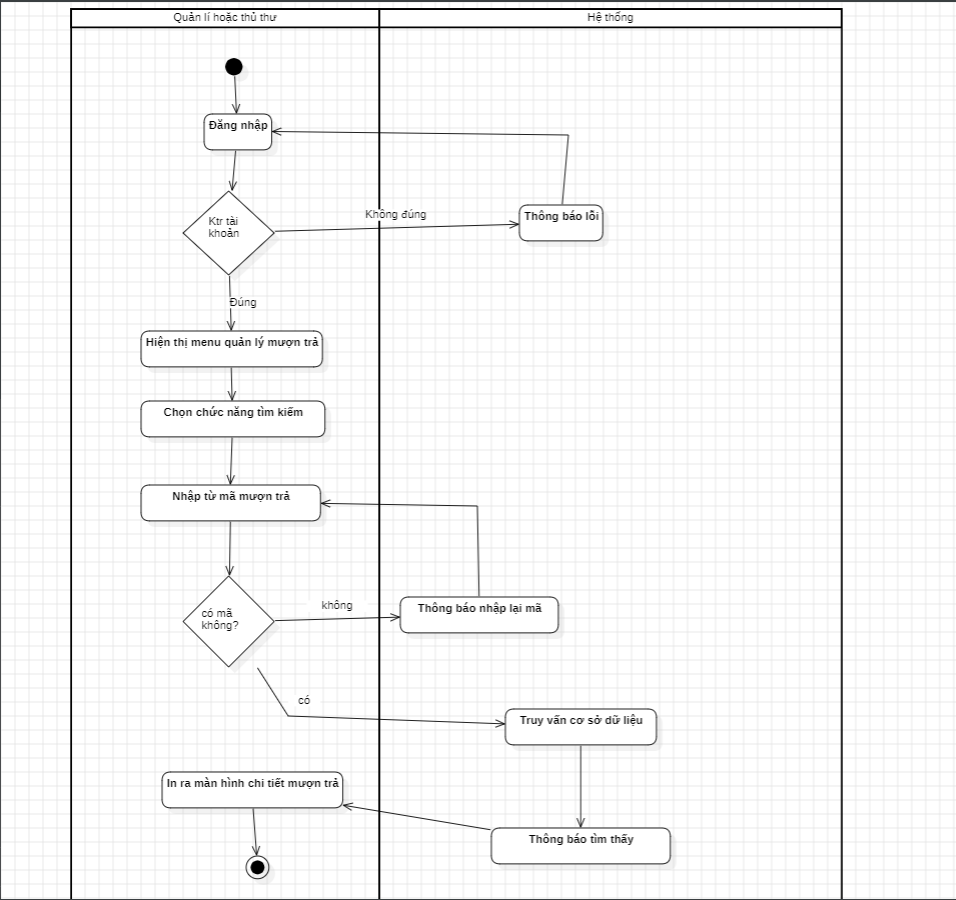 Quản lí hoặc thủ thư
Hệ thống
Đăng nhập
Ktr tài
khoản
Không đúng
Thông báo lỗi
Đúng
Hiện thị menu quản lý mượn trả
Chọn chức năng tìm kiếm
Nhập từ mã mượn trả
có mã
không?
không
Thông báo nhập lại mã
có
Truy vấn cơ sở dữ liệu
In ra màn hình chi tiết mượn trả
Thông báo tìm thấy